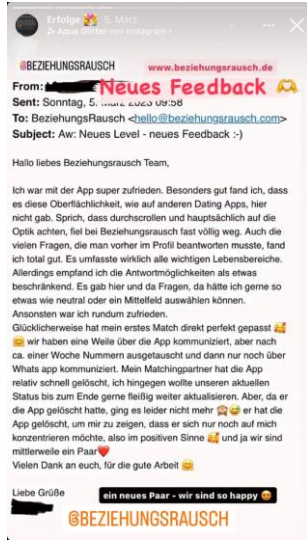 Erfolge 5. März
Aqua Glitter von instagram >
@BEZIEHUNGSRAUSCH www.beziehungsrausch.de
From:
Neues Feedback
Sent: Sonntag, 5. März 2023 09:58
To: BeziehungsRausch <hello@beziehungsrausch.com>
Subject: Aw: Neues Level - neues Feedback :-)
Hallo liebes Beziehungsrausch Team,
Ich war mit der App super zufrieden. Besonders gut fand ich, dass
es diese Oberflächlichkeit, wie auf anderen Dating Apps, hier
nicht gab. Sprich, dass durchscrollen und hauptsächlich auf die
Optik achten, fiel bei Beziehungsrausch fast völlig weg. Auch die
vielen Fragen, die man vorher im Profil beantworten musste, fand
ich total gut. Es umfasste wirklich alle wichtigen Lebensbereiche.
Allerdings empfand ich die Antwortmöglichkeiten als etwas
beschränkend. Es gab hier und da Fragen, da hätte ich gerne so
etwas wie neutral oder ein Mittelfeld auswählen können.
Ansonsten war ich rundum zufrieden.
Glücklicherweise hat mein erstes Match direkt perfekt gepasst 🥰
🤗 wir haben eine Weile über die App kommuniziert, aber nach
ca. einer Woche Nummern ausgetauscht und dann nur noch über
Whats app kommuniziert. Mein Matchingpartner hat die App
relativ schnell gelöscht, ich hingegen wollte unseren aktuellen
Status bis zum Ende gerne fleißig weiter aktualisieren. Aber, da er
die App gelöscht hatte, ging es leider nicht mehr 🙈😅 er hat die
App gelöscht, um mir zu zeigen, dass er sich nur noch auf mich
konzentrieren möchte, also im positiven Sinne 🥰 und ja wir sind
mittlerweile ein Paar❤️
Vielen Dank an euch, für die gute Arbeit 🤗
Liebe Grüße
ein neues Paar - wir sind so happy 😍
@BEZIEHUNGSRAUSCH